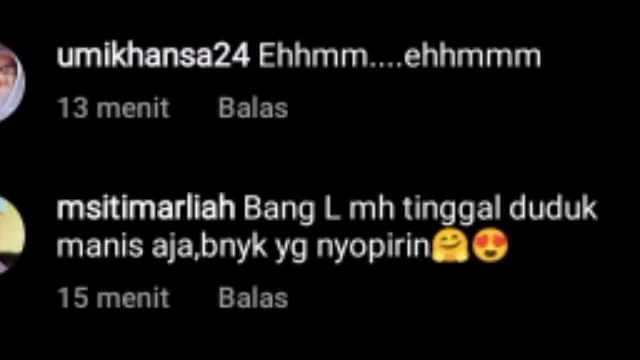 umikhansa24 Ehhmm....ehhmmm
13 menit Balas
msitimarliah Bang L mh tinggal duduk
manis aja,bnyk yg nyopirin🤗😍
15 menit Balas